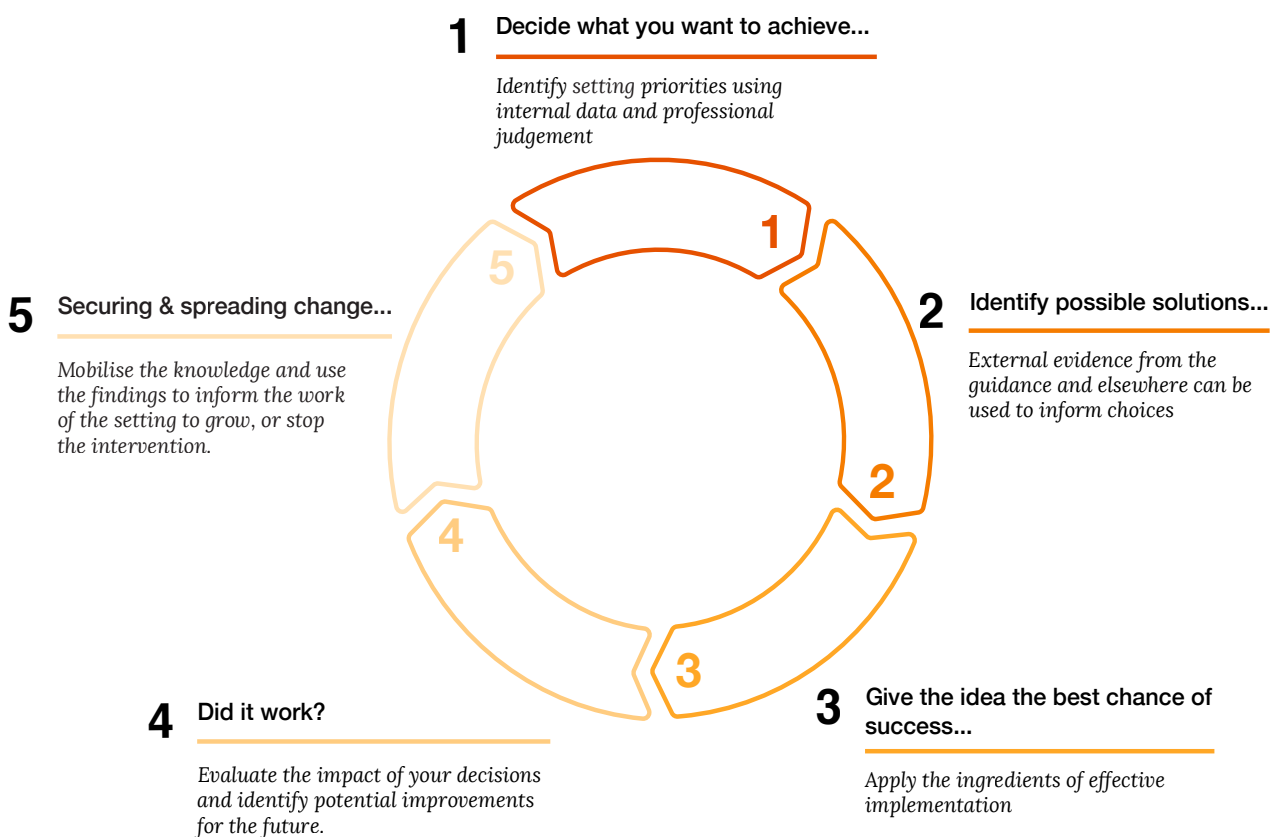 1
Decide what you want to achieve...
Identify setting priorities using
internal data and professional
judgement
1
2
Identify possible solutions...
External evidence from the
guidance and elsewhere can be
used to inform choices
2
3
Give the idea the best chance of
success...
Apply the ingredients of effective
implementation
3
4
Did it work?
Evaluate the impact of your decisions
and identify potential improvements
for the future.
4
5
Securing & spreading change...
Mobilise the knowledge and use
the findings to inform the work
of the setting to grow, or stop
the intervention.
5